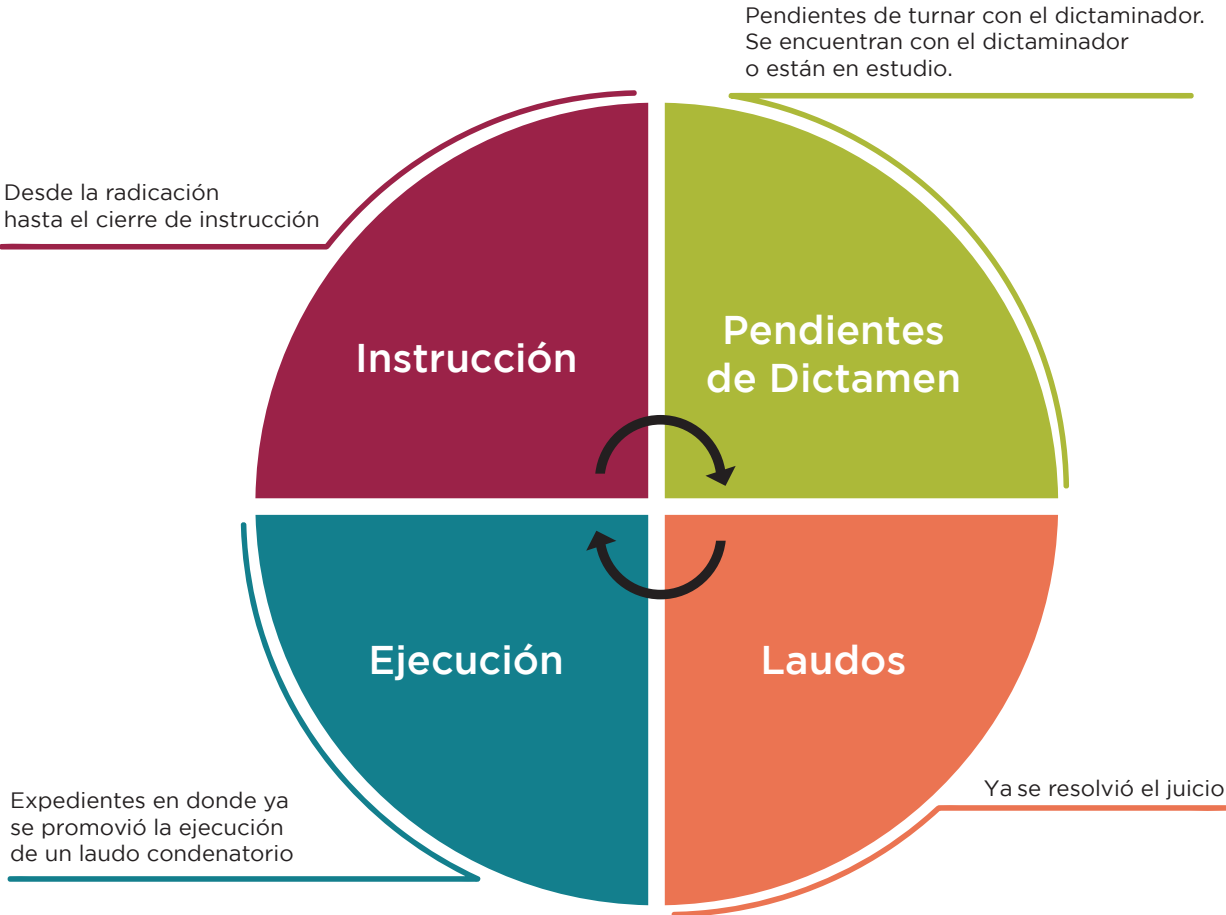 Pendientes de turnar con el dictaminador.
Se encuentran con el dictaminador
o están en estudio.
Desde la radicación
hasta el cierre de instrucción
Instrucción
Pendientes
de Dictamen
Ejecución
Laudos
Ya se resolvió el juicio
Expedientes en donde ya
se promovió la ejecución
de un laudo condenatorio